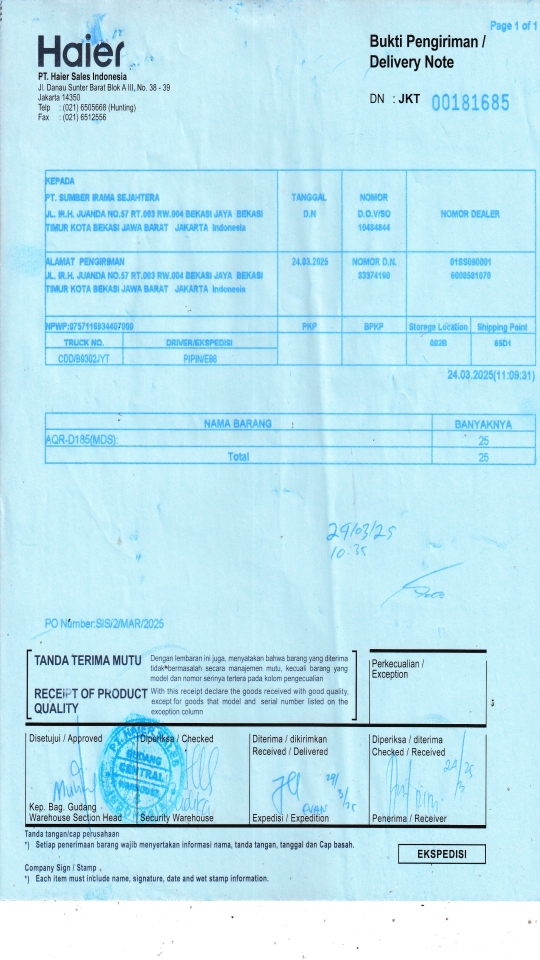 Page 1 of 1
Haier
Bukti Pengiriman /
Delivery Note
PT. Haier Sales Indonesia
Jl. Danau Sunter Barat Blok A III, No. 38 - 39
Jakarta 14350
Telp : (021) 6505668 (Hunting)
Fax : (021) 6512556
DN : JKT 00181685
KEPADA
PT. SUMBER IRAMA SEJAHTERA
JL. IR.H. JUANDA NO.57 RT.003 RW.004 BEKASI JAYA BEKASI
TIMUR KOTA BEKASI JAWA BARAT JAKARTA Indonesia
TANGGAL
D.N
NOMOR
D.O.V/SO
10484844
NOMOR DEALER
ALAMAT PENGIRIMAN
JL. IR.H. JUANDA NO.57 RT.003 RW.004 BEKASI JAYA BEKASI
TIMUR KOTA BEKASI JAWA BARAT JAKARTA Indonesia
24.03.2025
NOMOR D.N.
83374190
NPWP:0757116934407000
PKP
BPKP
Storege Location
Shipping Point
TRUCK NO.
DRIVER/EKSPEDISI
002B
65D1
CDD/B9302JYT
24.03.2025(11:09:31)
NAMA BARANG
BANYAKNYA
AQR-D185(MDS):
25
Total
25
29/03/25
10:35
PO Number:SIS/2/MAR/2025
TANDA TERIMA MUTU
Dengan lembaran ini juga, menyatakan bahwa barang yang diterima
tidak bermasalah secara manajemen mutu, kecuali barang yang
model dan nomor serinya tertera pada kolom pengecualian
RECEIPT OF PRODUCT
QUALITY
With this receipt declare the goods received with good quality,
except for goods that model and serial number listed on the
exception column
Perkecualian /
Exception
Disetujui / Approved
Diperiksa / Checked
Diterima / dikirimkan
Received / Delivered
Diperiksa / diterima
Checked / Received
GUDANG
CENTRAL
Kep. Bag. Gudang
Warehouse Section Head
Security Warehouse
Expedisi / Expedition
Penerima / Receiver
Tanda tangan/cap perusahaan
*) Setiap penerimaan barang wajib menyertakan informasi nama, tanda tangan, tanggal dan Cap basah.
EKSPEDISI
Company Sign / Stamp
*) Each item must include name, signature, date and wet stamp information.